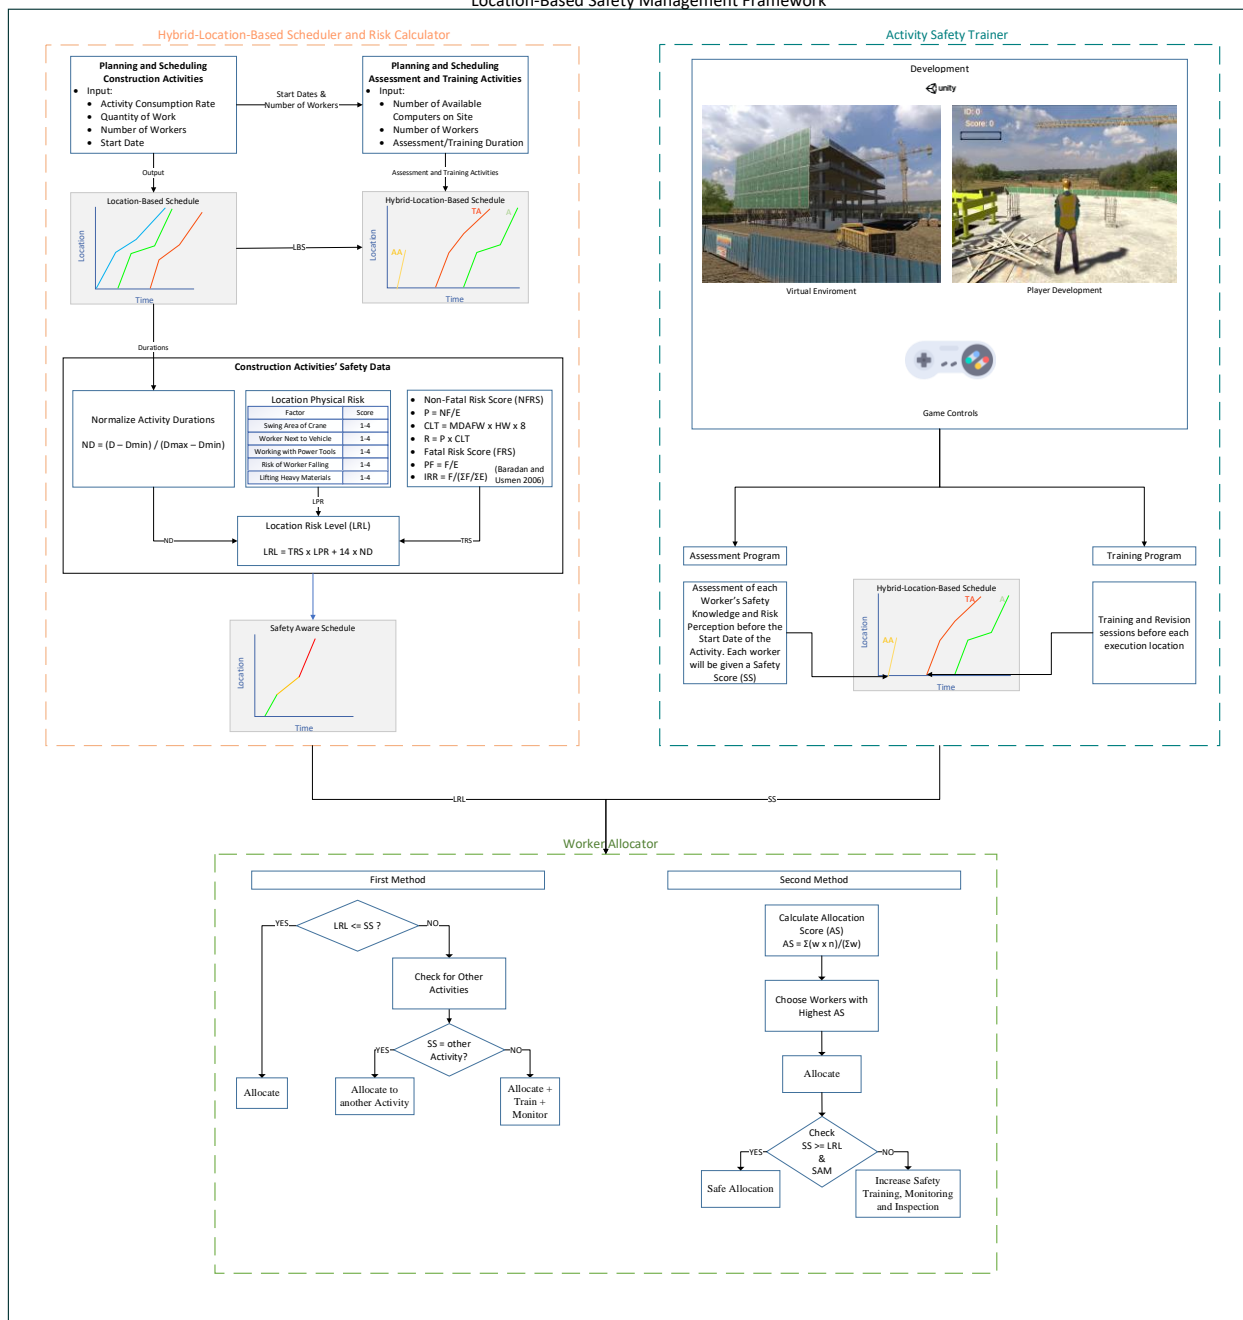 Location-Based Safety Management Framework
Hybrid-Location-Based Scheduler and Risk Calculator
Planning and Scheduling
Construction Activities
• Input:
• Activity Consumption Rate
• Quantity of Work
• Number of Workers
• Start Date
Start Dates &
Number of Workers
Planning and Scheduling
Assessment and Training Activities
• Input:
• Number of Available
Computers on Site
• Number of Workers
• Assessment/Training Duration
Output
Assessment and Training Activities
Location-Based Schedule
Location
Time
LBS
Hybrid-Location-Based Schedule
Location
AA
TA
A
Time
Durations
Construction Activities' Safety Data
Normalize Activity Durations
ND = (D – Dmin) / (Dmax – Dmin)
Location Physical Risk
Factor Score
Swing Area of Crane 1-4
Worker Next to Vehicle 1-4
Working with Power Tools 1-4
Risk of Worker Falling 1-4
Lifting Heavy Materials 1-4
• Non-Fatal Risk Score (NFRS)
• P = NF/E
• CLT = MDAFW x HW x 8
• R = P x CLT
• Fatal Risk Score (FRS)
• PF = F/E
• IRR = F/(ΣF/ΣE)
(Baradan and
Usmen 2006)
LPR
ND
TRS
Location Risk Level (LRL)
LRL = TRS x LPR + 14 x ND
Safety Aware Schedule
Location
Time
Activity Safety Trainer
Development
unity
ID: 0
Score: 0
Virtual Enviroment
Player Development
Game Controls
Assessment Program
Training Program
Assessment of each
Worker's Safety
Knowledge and Risk
Perception before the
Start Date of the
Activity. Each worker
will be given a Safety
Score (SS)
Hybrid-Location-Based Schedule
Location
AA
TA
A
Time
Training and Revision
sessions before each
execution location
LRL
SS
Worker Allocator
First Method
LRL <= SS ?
YES
NO
Check for Other
Activities
SS = other
Activity?
YES
NO
Allocate
Allocate to
another Activity
Allocate +
Train +
Monitor
Second Method
Calculate Allocation
Score (AS)
AS = Σ(w x n)/(Σw)
Choose Workers with
Highest AS
Allocate
Check
SS >= LRL
&
SAM
YES
NO
Safe Allocation
Increase Safety
Training, Monitoring
and Inspection